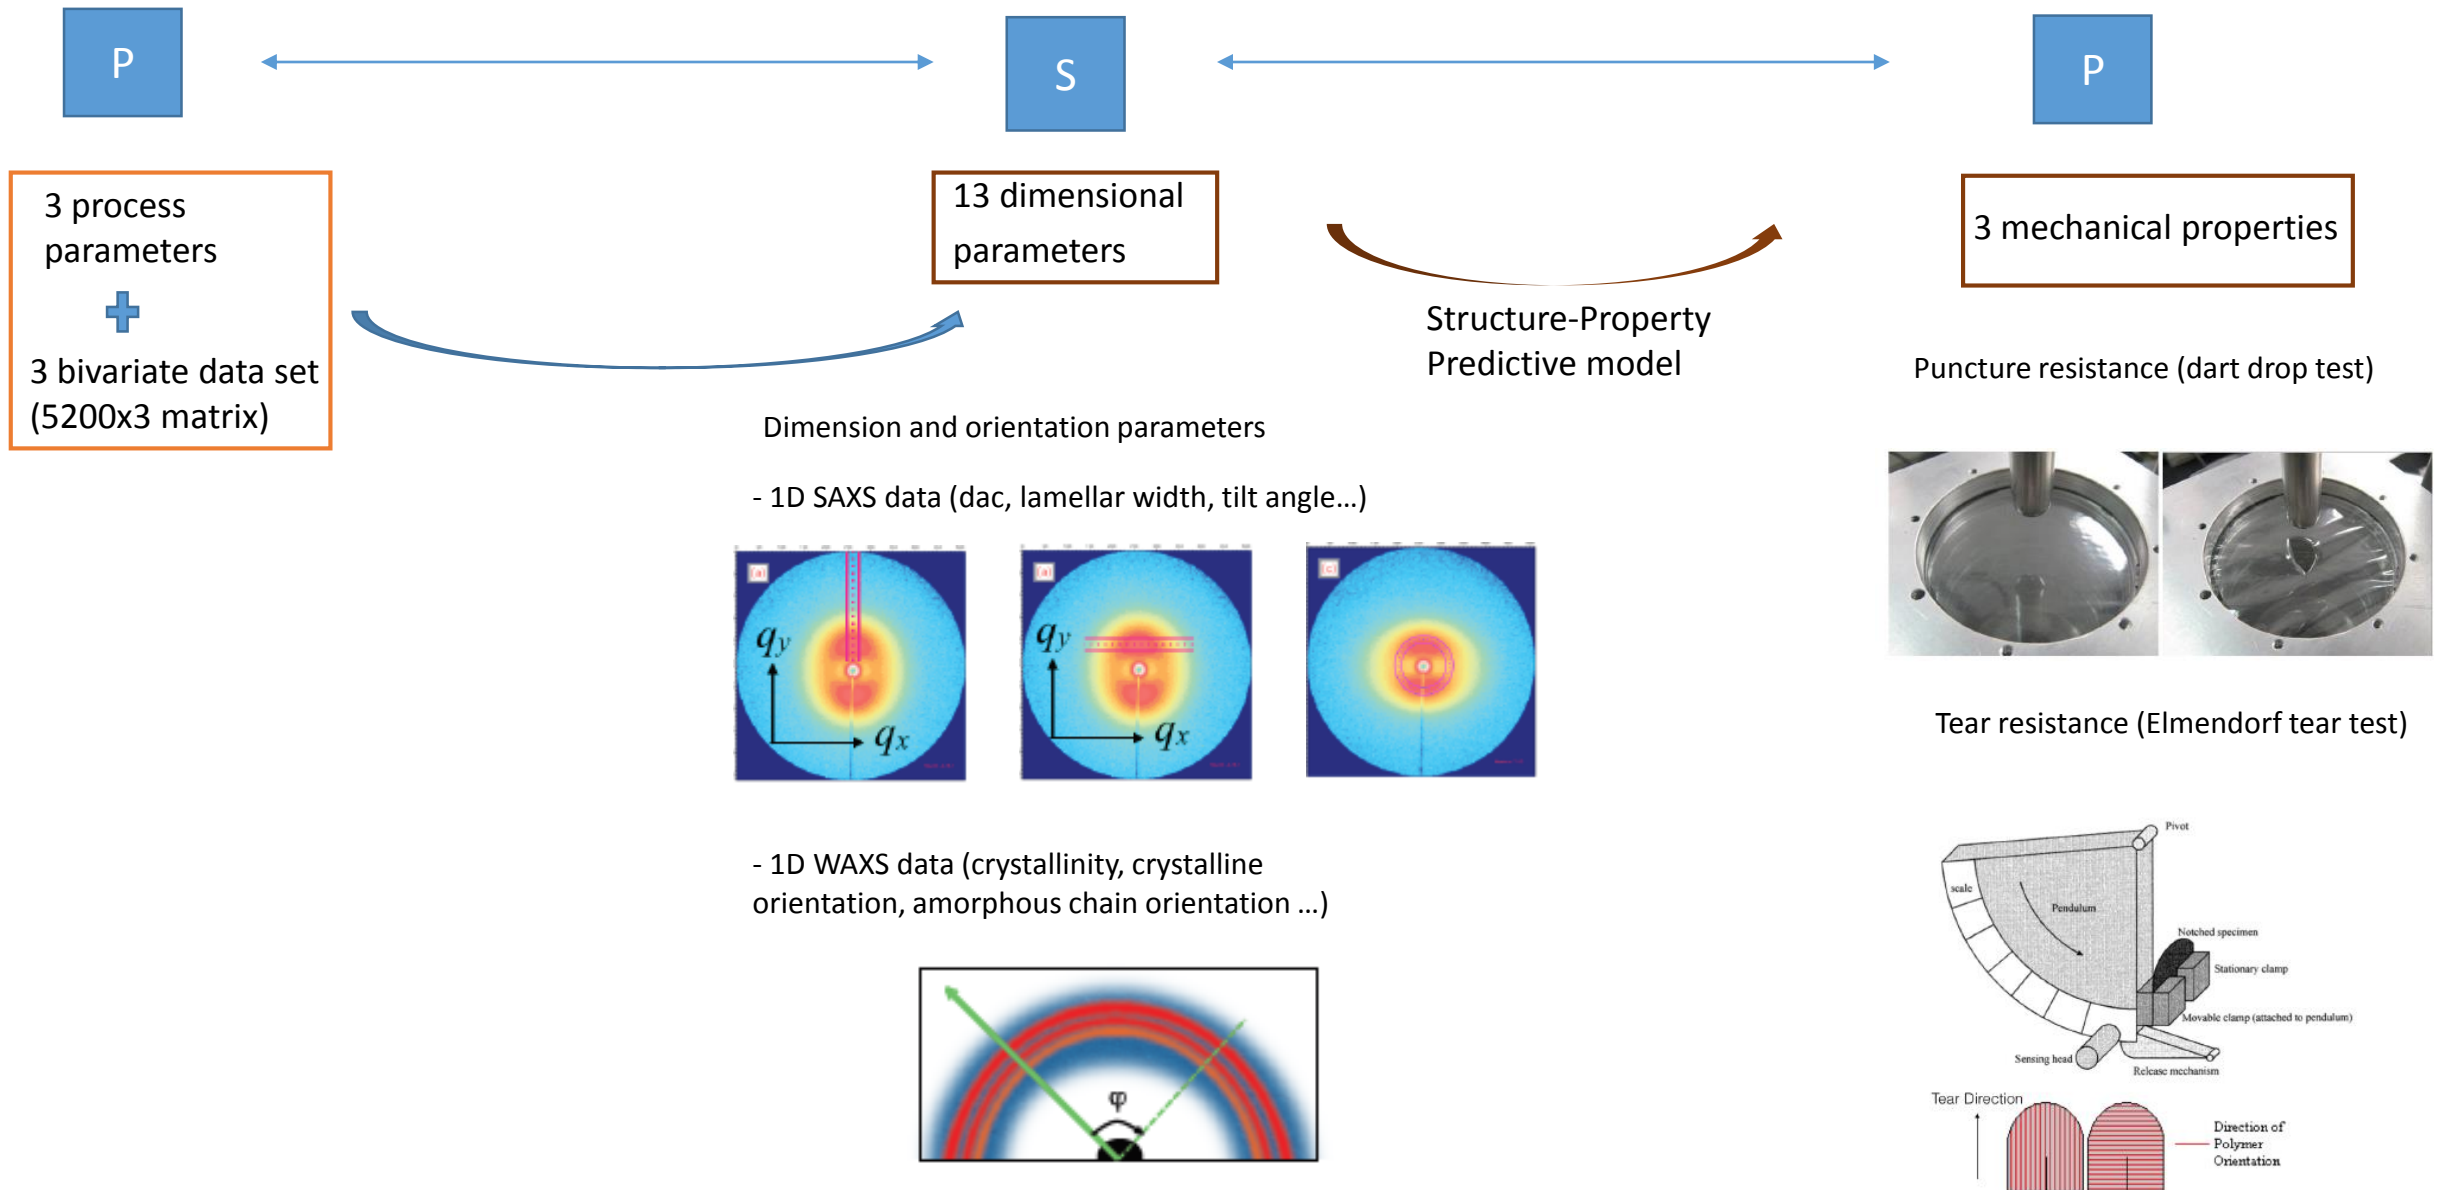 P
S
P
3 process
parameters
3 bivariate data set
(5200x3 matrix)
13 dimensional
parameters
3 mechanical properties
Structure-Property
Predictive model
Puncture resistance (dart drop test)
Dimension and orientation parameters
- 1D SAXS data (dac, lamellar width, tilt angle...)
(a)
qy
qx
(a)
qy
qx
(c)
Tear resistance (Elmendorf tear test)
- 1D WAXS data (crystallinity, crystalline
orientation, amorphous chain orientation ...)
φ
Pivot
scale
Pendulum
Notched specimen
Stationary clamp
Movable clamp (attached to pendulum)
Sensing head
Release mechanism
Tear Direction
Direction of
Polymer
Orientation